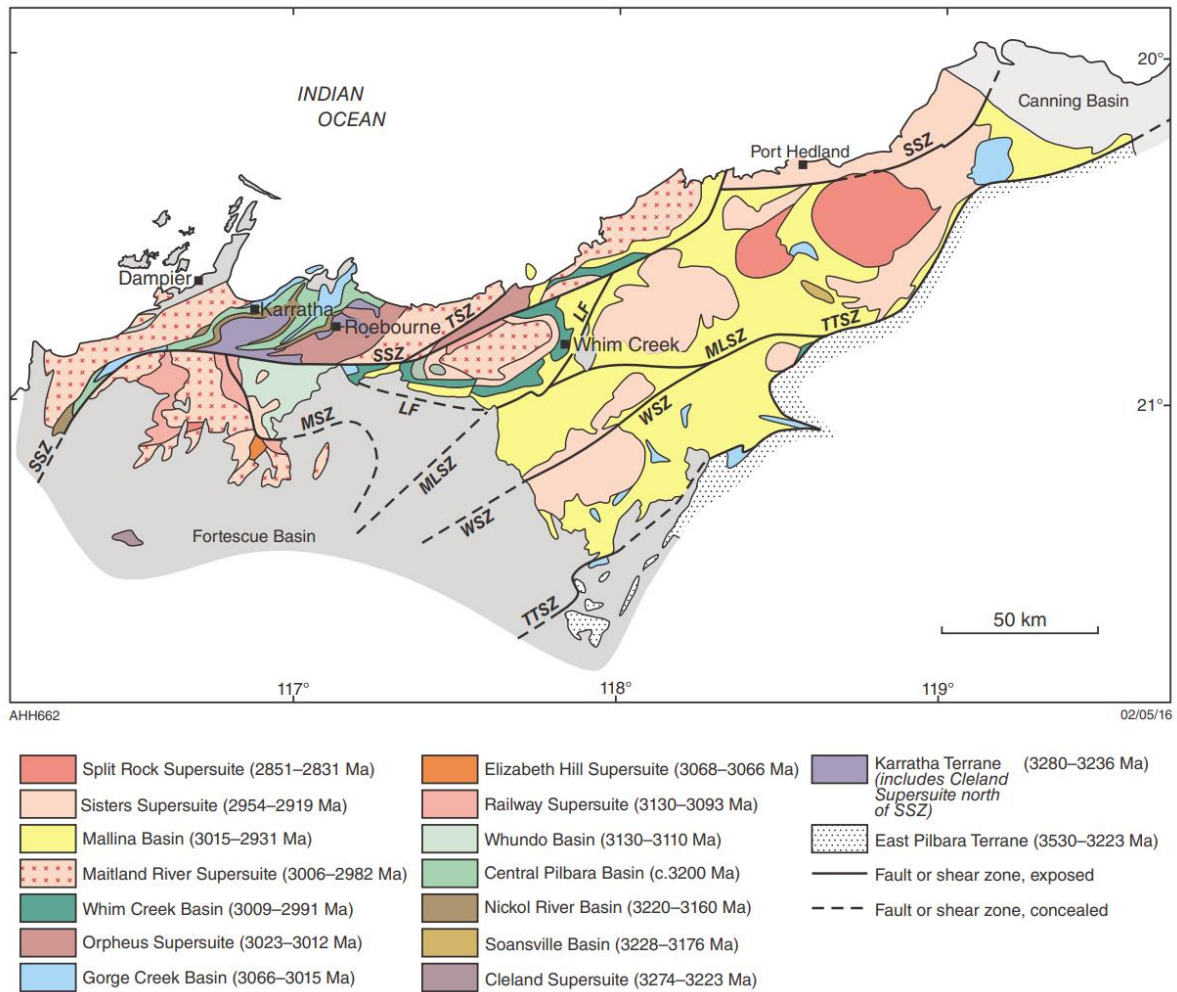 INDIAN
OCEAN
20°
Canning Basin
Port Hedland
SSZ
Dampier
Karratha
Roebourne
TSZ
SSZ
LF
Whim Creek
MLSZ
TTSZ
21°
LF
MSZ
WSZ
MLSZ
SSZ
WSZ
Fortescue Basin
TTSZ
50 km
117°
118°
119°
AHH662
02/05/16
Split Rock Supersuite (2851–2831 Ma)
Sisters Supersuite (2954–2919 Ma)
Mallina Basin (3015–2931 Ma)
Maitland River Supersuite (3006–2982 Ma)
Whim Creek Basin (3009–2991 Ma)
Orpheus Supersuite (3023–3012 Ma)
Gorge Creek Basin (3066–3015 Ma)
Elizabeth Hill Supersuite (3068–3066 Ma)
Railway Supersuite (3130–3093 Ma)
Whundo Basin (3130–3110 Ma)
Central Pilbara Basin (c.3200 Ma)
Nickol River Basin (3220–3160 Ma)
Soansville Basin (3228–3176 Ma)
Cleland Supersuite (3274–3223 Ma)
Karratha Terrane (3280–3236 Ma)
(includes Cleland
Supersuite north
of SSZ)
East Pilbara Terrane (3530–3223 Ma)
Fault or shear zone, exposed
Fault or shear zone, concealed